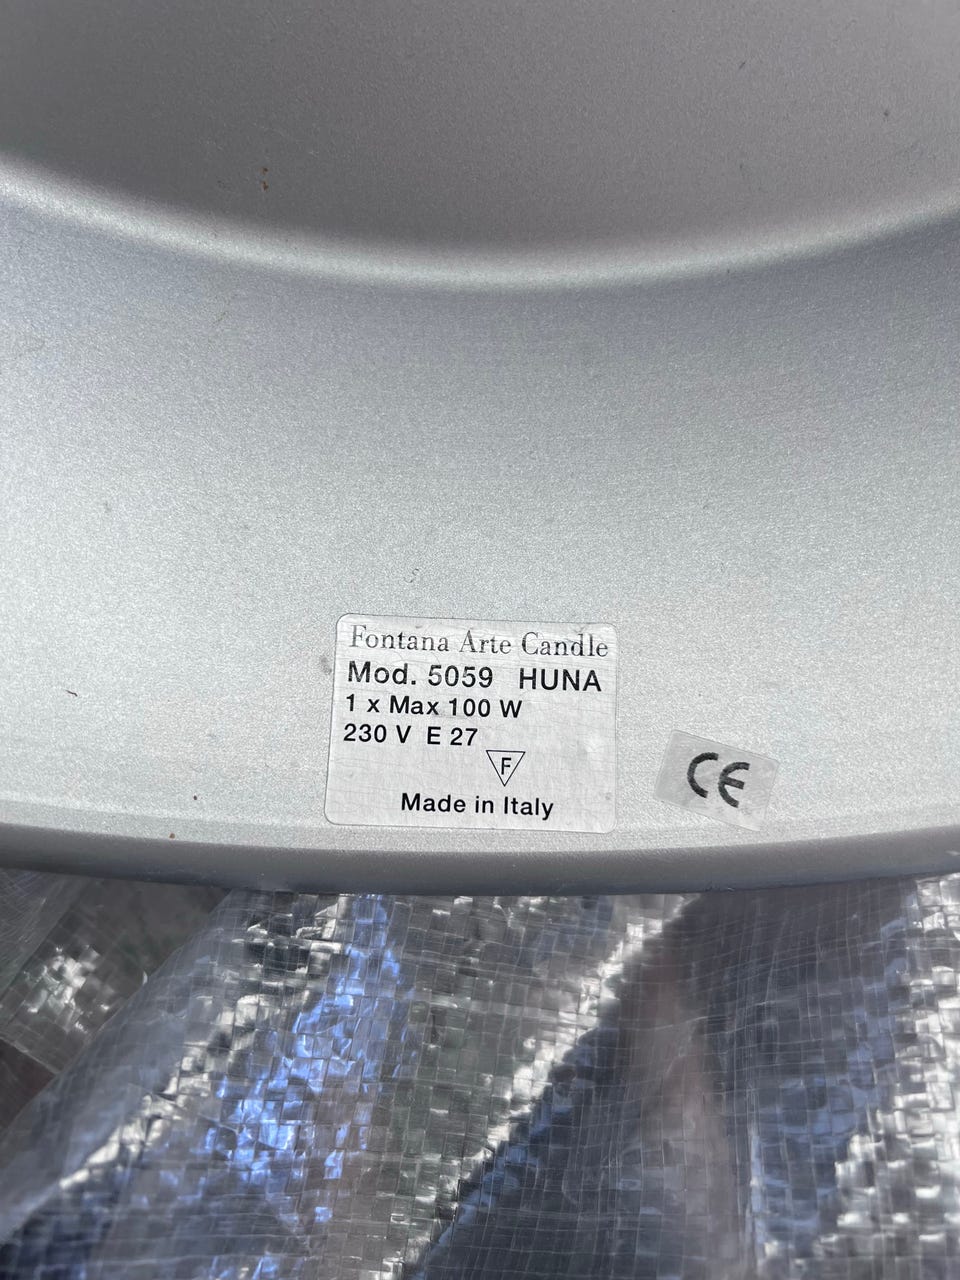 Fontana Arte Candle
Mod. 5059 HUNA
1 x Max 100 W
230 V E 27
F
Made in Italy
CE